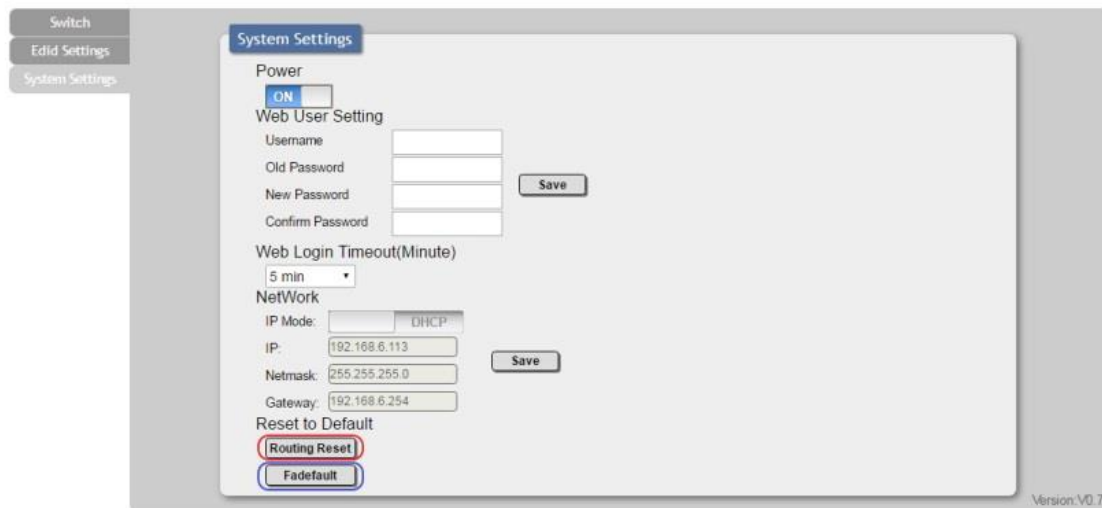 Switch
Edid Settings
System Settings
System Settings
Power
ON
Web User Setting
Username
Old Password
New Password
Save
Confirm Password
Web Login Timeout(Minute)
5 min
NetWork
IP Mode: DHCP
IP: 192.168.6.113
Save
Netmask: 255.255.255.0
Gateway: 192.168.6.254
Reset to Default
Routing Reset
Fadefault
Version:V0.7